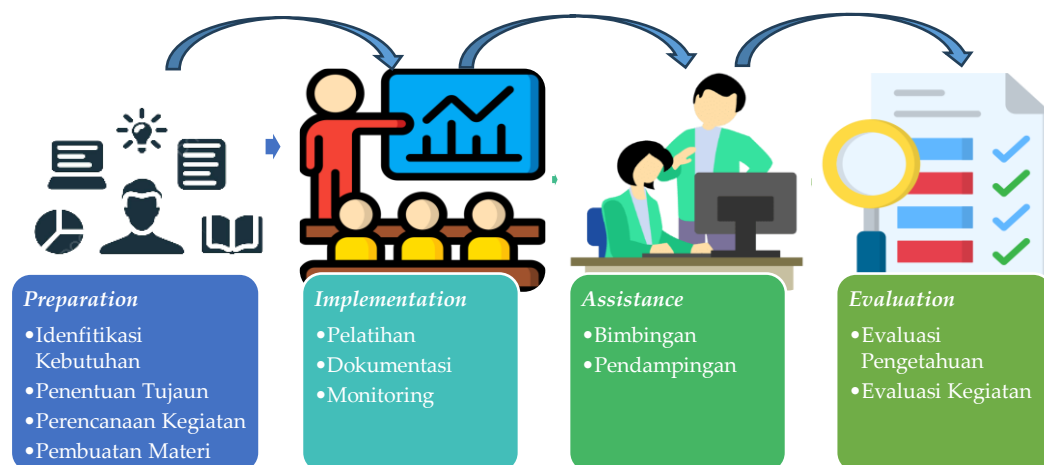 Preparation
•Idenfitikasi
Kebutuhan
•Penentuan Tujaun
•Perencanaan Kegiatan
•Pembuatan Materi
Implementation
•Pelatihan
•Dokumentasi
•Monitoring
Assistance
•Bimbingan
•Pendampingan
Evaluation
•Evaluasi
Pengetahuan
•Evaluasi Kegiatan